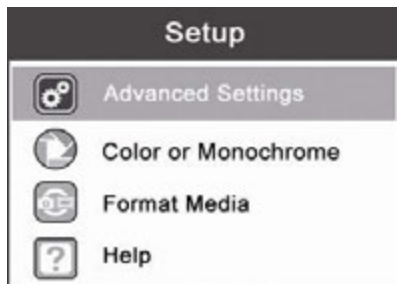 Setup
Advanced Settings
Color or Monochrome
Format Media
Help